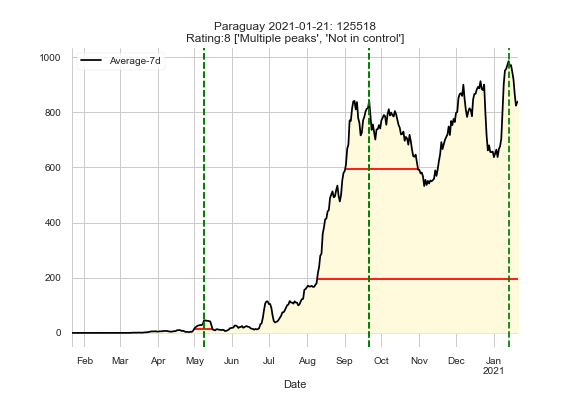 Paraguay 2021-01-21: 125518
Rating:8 ['Multiple peaks', 'Not in control']
Average-7d
1000
800
600
400
200
0
Feb Mar Apr May Jun Jul Aug Sep Oct Nov Dec Jan
2021
Date